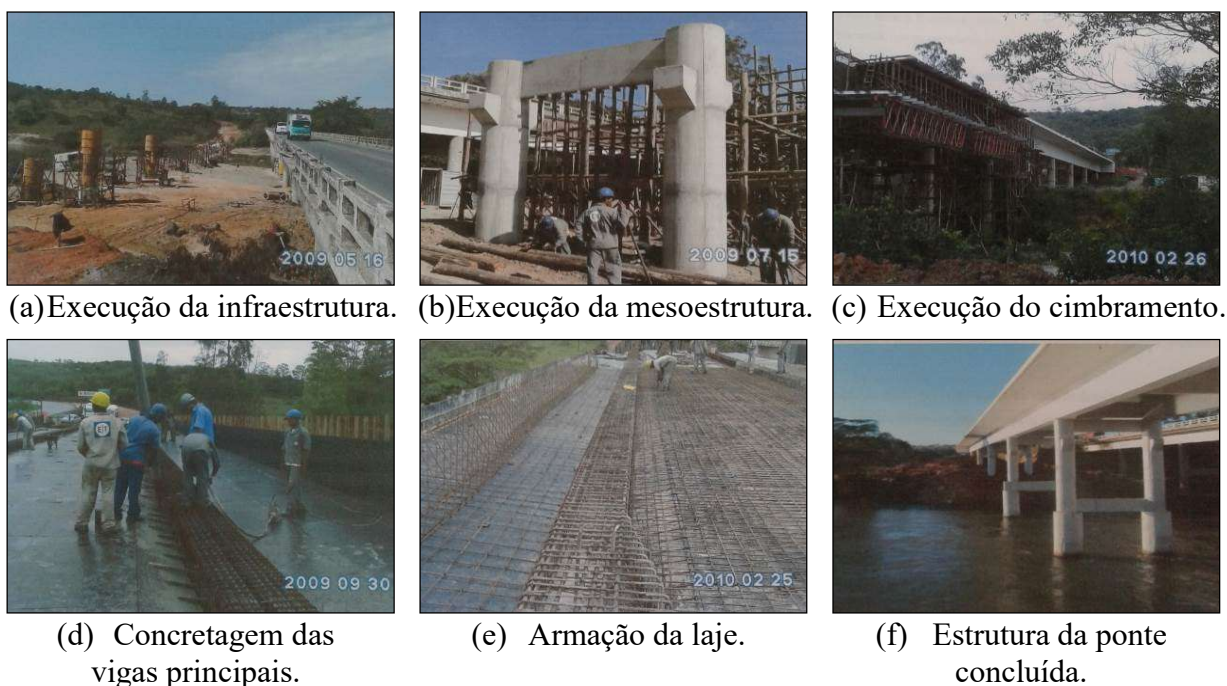 2009 05 16
2009 07 15
2010 02 26
(a) Execução da infraestrutura.
(b) Execução da mesoestrutura.
(c) Execução do cimbramento.
2009 09 30
2010 02 25
(d) Concretagem das
vigas principais.
(e) Armação da laje.
(f) Estrutura da ponte
concluída.